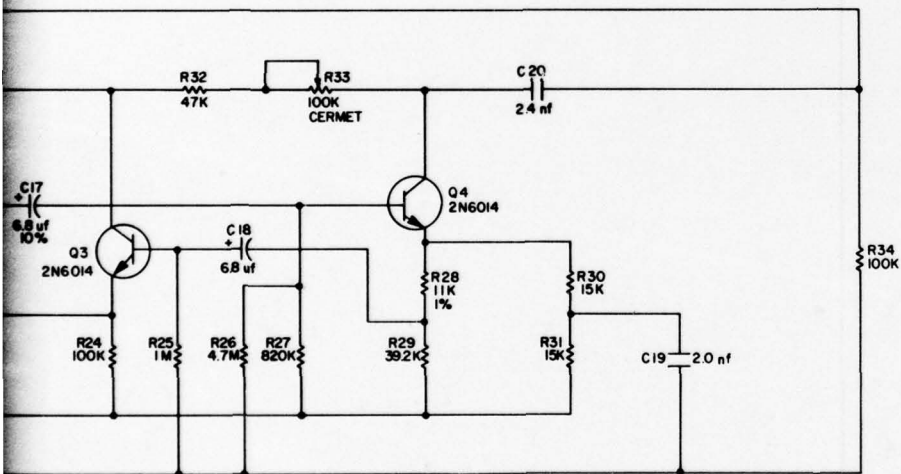 R32
47K
R33
100K
CERMET
C20
2.4 nf
+
C17
6.8 uf
10%
Q4
2N6014
Q3
2N6014
C18
+
6.8 uf
R28
11K
1%
R30
15K
R34
100K
R24
100K
R25
1M
R26
4.7M
R27
820K
R29
39.2K
R31
15K
C19
2.0 nf